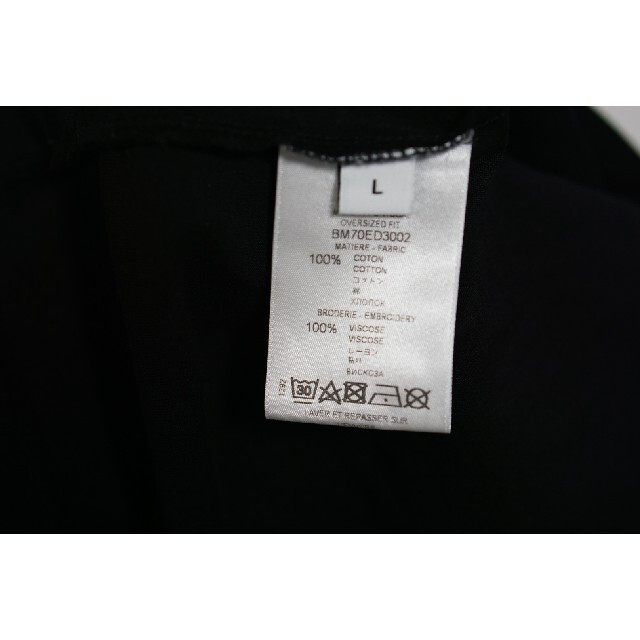 L
OVERSIZED FIT
BM70ED3002
MATIERE - FABRIC
100% COTON
COTTON
コットン
棉
ХЛОПОК
BRODERIE - EMBROIDERY
100% VISCOSE
VISCOSE
レーヨン
ВИСКОЗА
30
LAVER ET REPASSER SUR